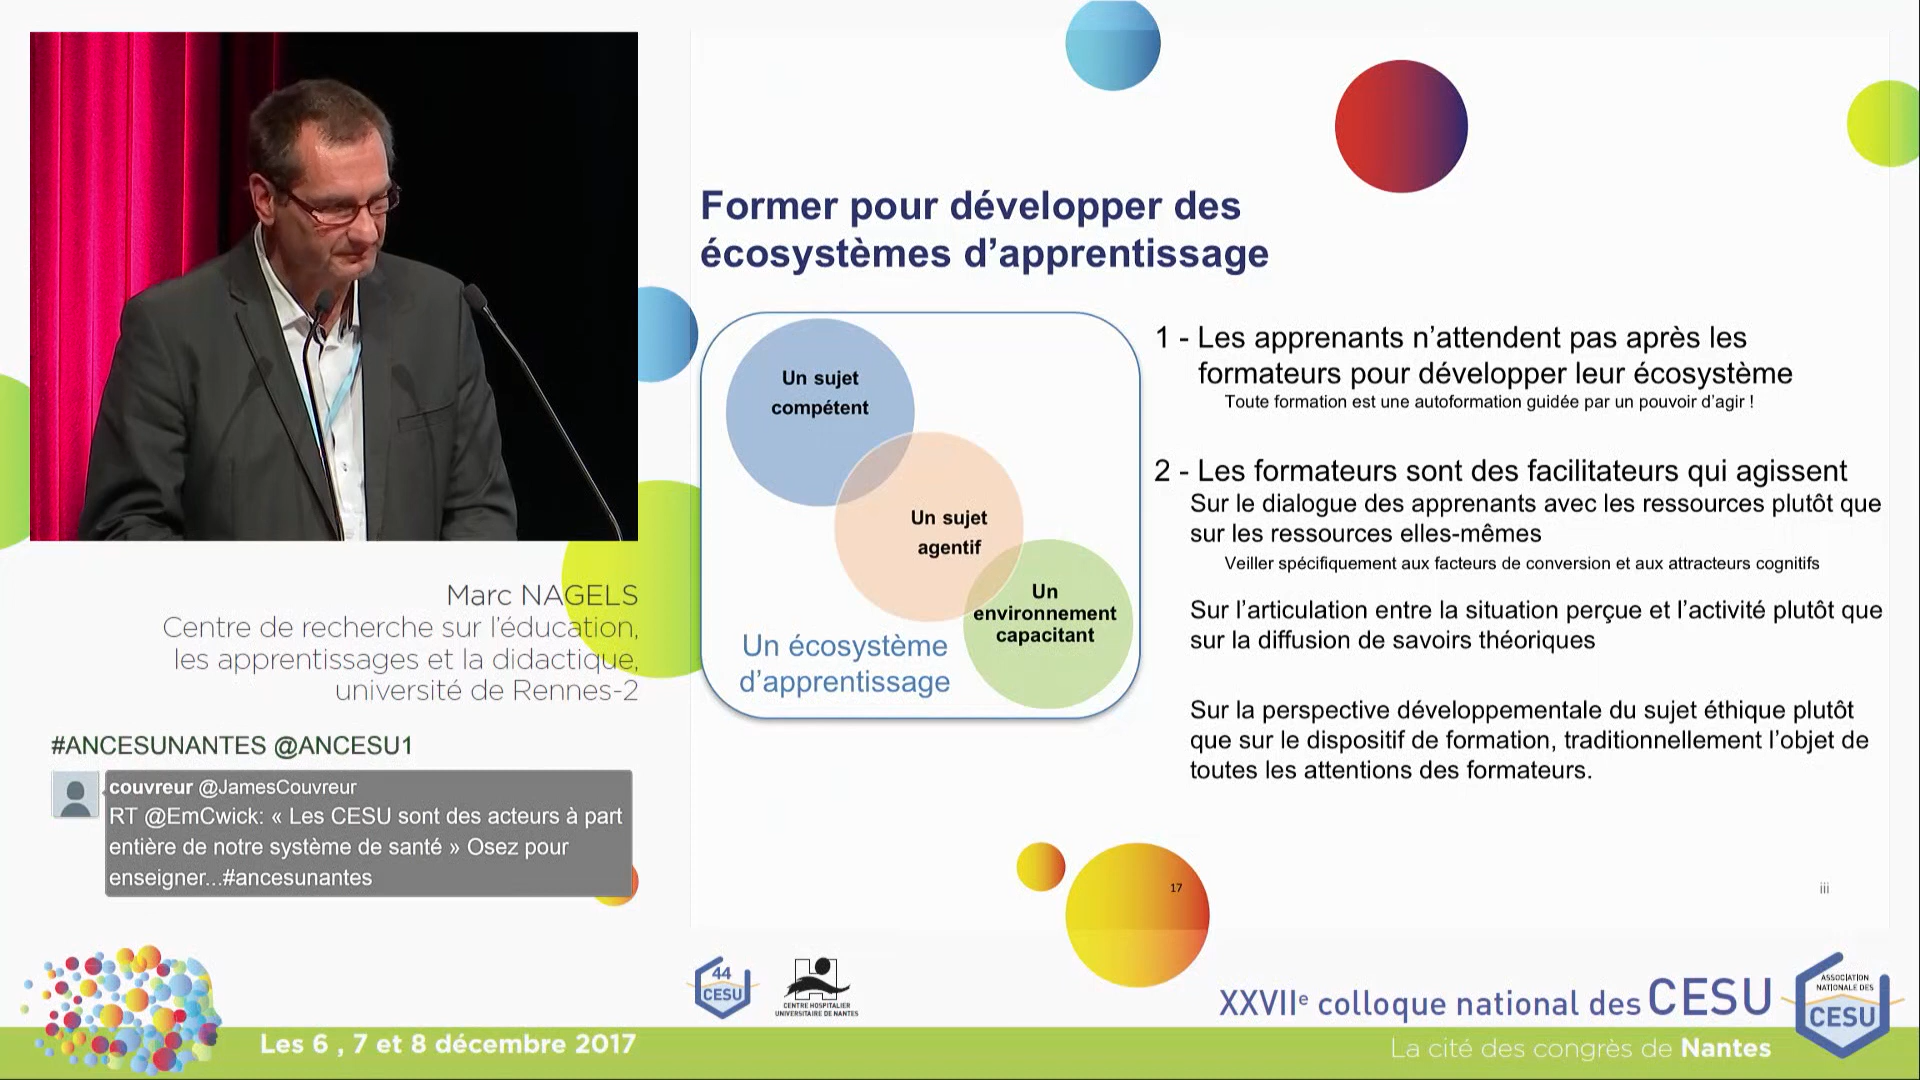 Former pour développer des
écosystèmes d’apprentissage
Un sujet
compétent
Un sujet
agentif
Un
environnement
capacitant
Un écosystème
d’apprentissage
1 - Les apprenants n’attendent pas après les
formateurs pour développer leur écosystème
Toute formation est une autoformation guidée par un pouvoir d’agir !
2 - Les formateurs sont des facilitateurs qui agissent
Sur le dialogue des apprenants avec les ressources plutôt que
sur les ressources elles-mêmes
Veiller spécifiquement aux facteurs de conversion et aux attracteurs cognitifs
Sur l’articulation entre la situation perçue et l’activité plutôt que
sur la diffusion de savoirs théoriques
Sur la perspective développementale du sujet éthique plutôt
que sur le dispositif de formation, traditionnellement l’objet de
toutes les attentions des formateurs.
17
iii
Marc NAGELS
Centre de recherche sur l’éducation,
les apprentissages et la didactique,
université de Rennes-2
#ANCESUNANTES @ANCESU1
couvreur @JamesCouvreur
RT @EmCwick: « Les CESU sont des acteurs à part
entière de notre système de santé » Osez pour
enseigner...#ancesunantes
44
CESU
CENTRE HOSPITALIER
UNIVERSITAIRE DE NANTES
XXVIIe colloque national des CESU
ASSOCIATION
NATIONALE DES
CESU
Les 6 , 7 et 8 décembre 2017
La cité des congrès de Nantes